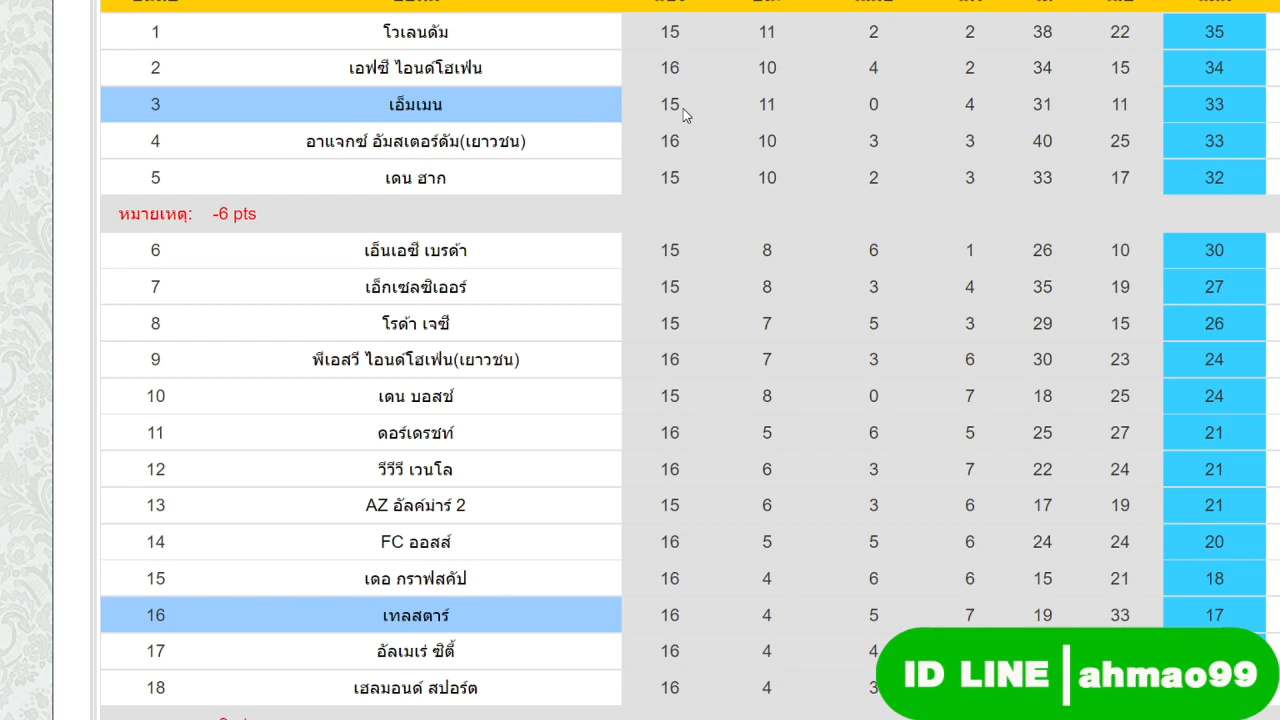 1 โวเลนดัม 15 11 2 2 38 22 35
2 เอฟซี ไอนด์โฮเฟ่น 16 10 4 2 34 15 34
3 เอ็มเมน 15 11 0 4 31 11 33
4 อาแจกซ์ อัมสเตอร์ดัม(เยาวชน) 16 10 3 3 40 25 33
5 เดน ฮาก 15 10 2 3 33 17 32
หมายเหตุ: -6 pts
6 เอ็นเอซี เบรด้า 15 8 6 1 26 10 30
7 เอ็กเซลซิเออร์ 15 8 3 4 35 19 27
8 โรด้า เจซี 15 7 5 3 29 15 26
9 พีเอสวี ไอนด์โฮเฟ่น(เยาวชน) 16 7 3 6 30 23 24
10 เดน บอสช์ 15 8 0 7 18 25 24
11 ดอร์เดรชท์ 16 5 6 5 25 27 21
12 วีวีวี เวนโล 16 6 3 7 22 24 21
13 AZ อัลค์ม่าร์ 2 15 6 3 6 17 19 21
14 FC ออสส์ 16 5 5 6 24 24 20
15 เดอ กราฟสคัป 16 4 6 6 15 21 18
16 เทลสตาร์ 16 4 5 7 19 33 17
17 อัลเมเร่ ซิตี้ 16 4 4
18 เฮลมอนด์ สปอร์ต 16 4 3
ID LINE ahmao99